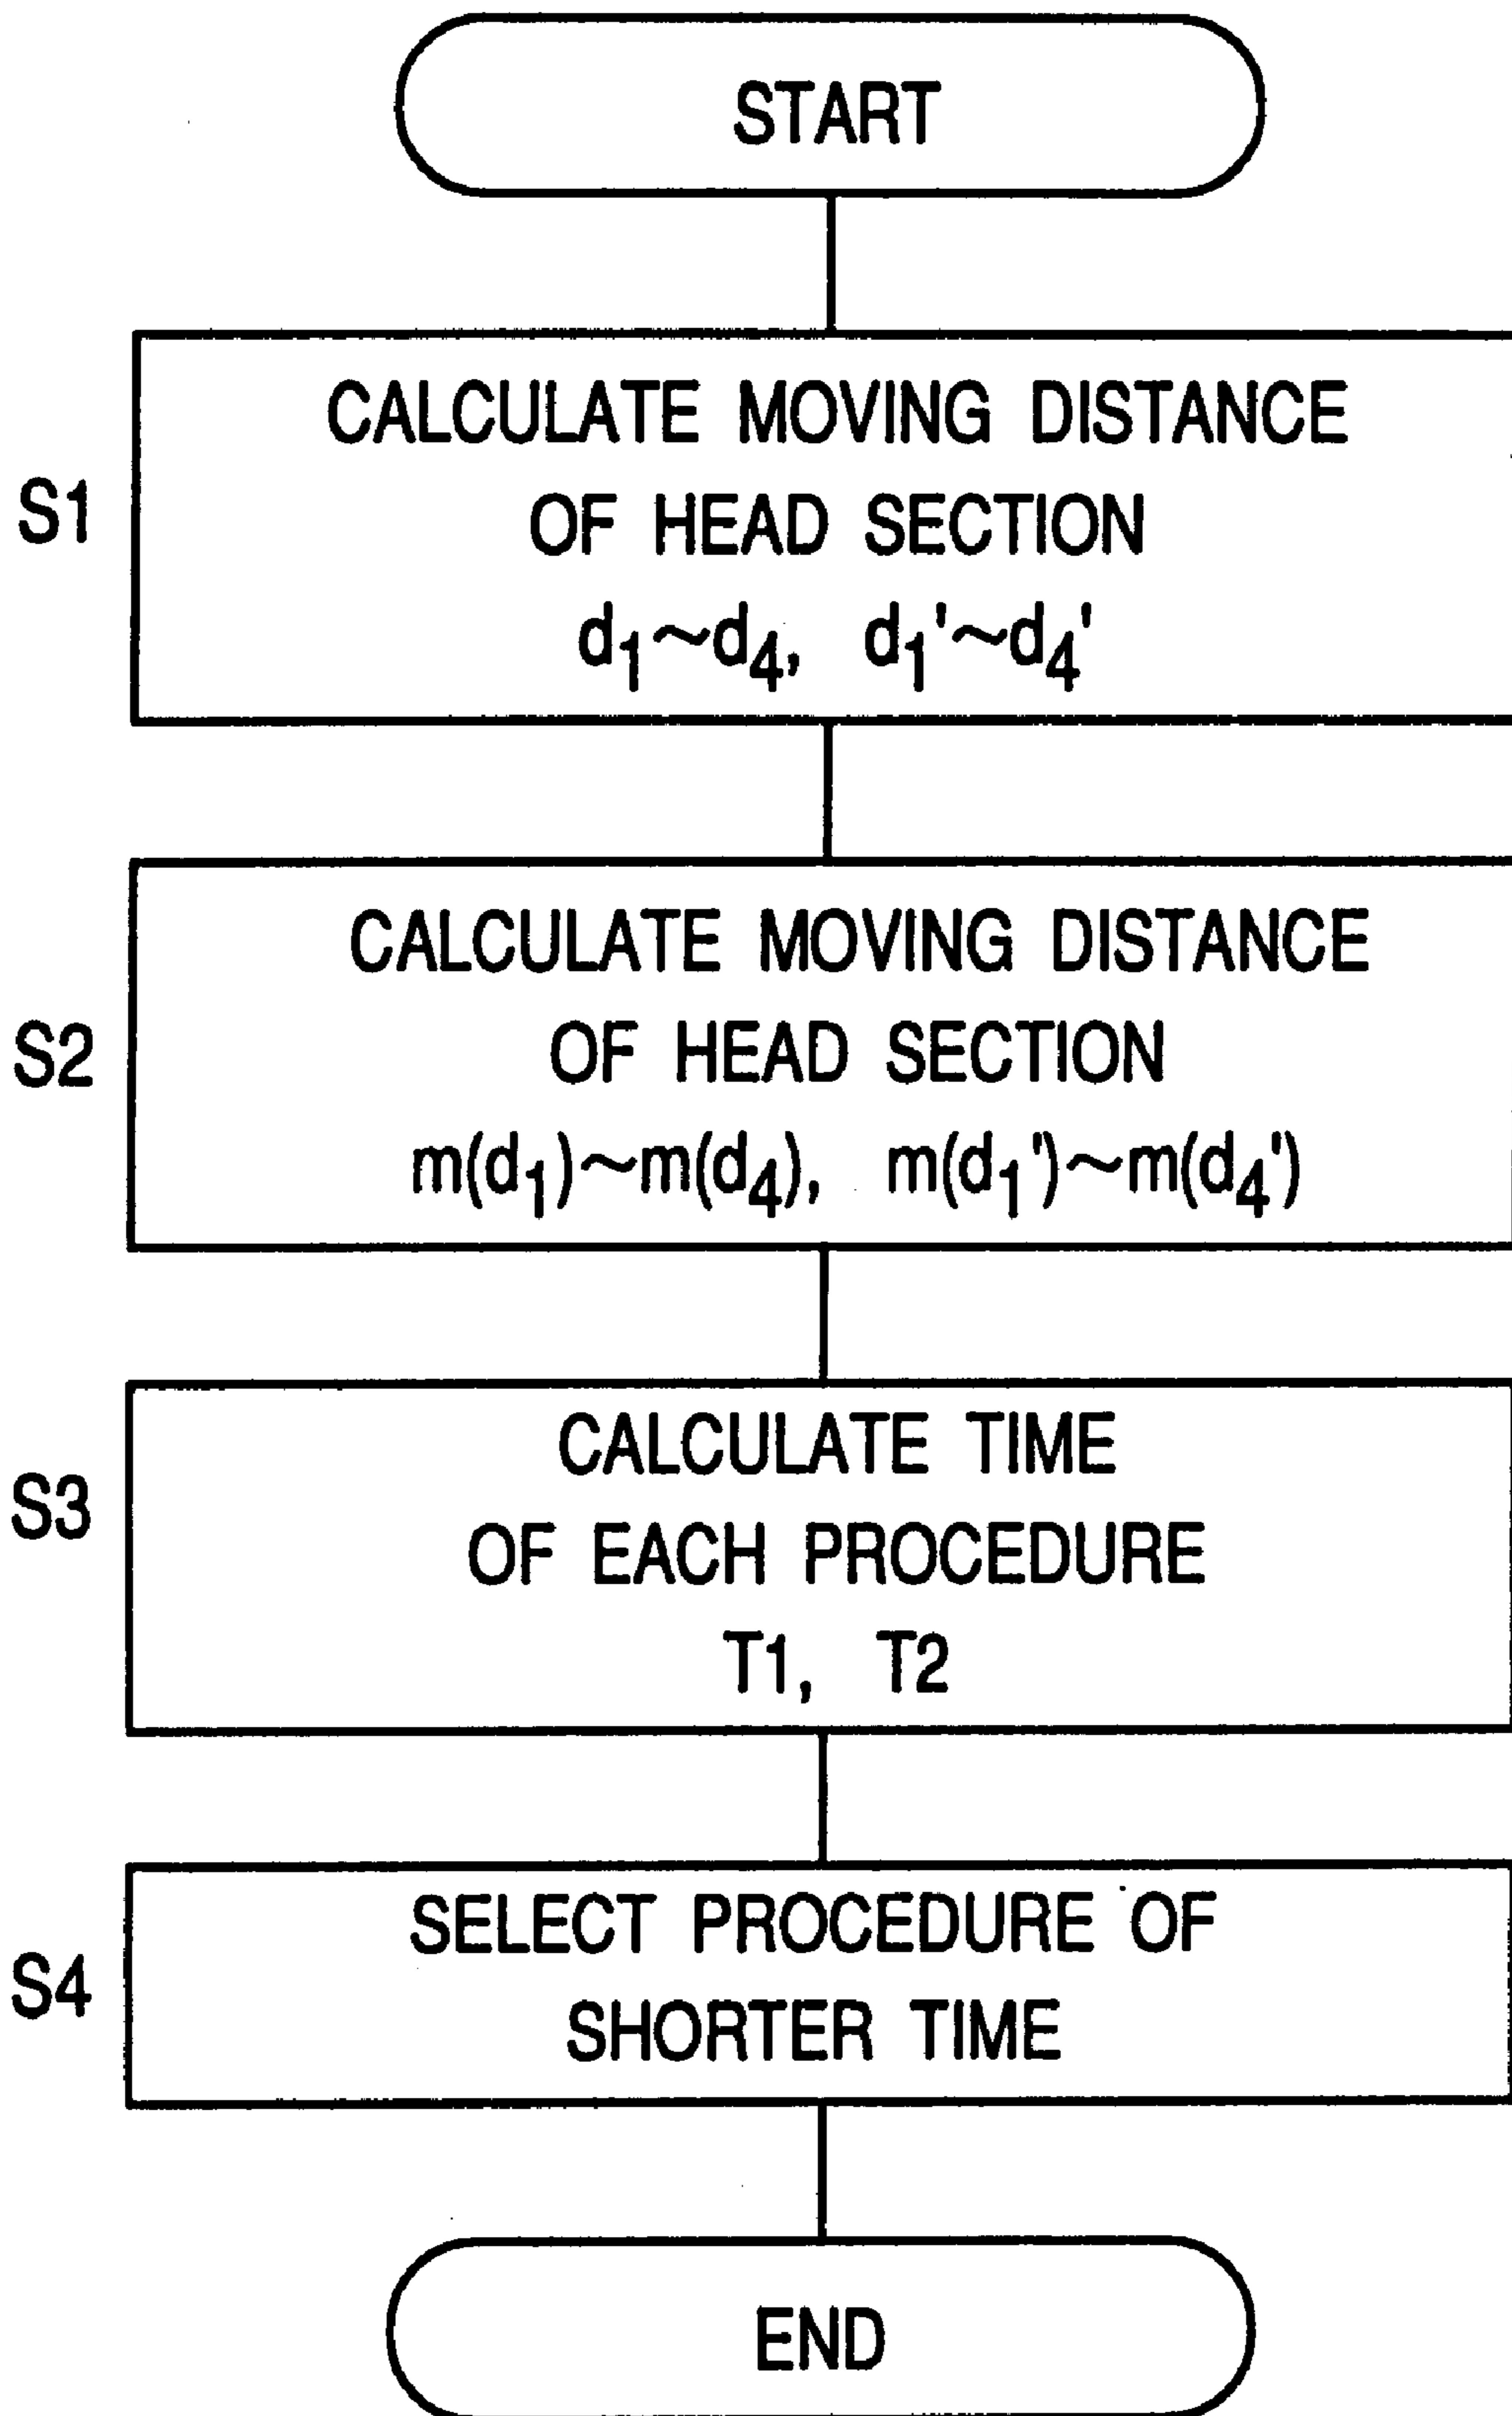 START
S1
CALCULATE MOVING DISTANCE
OF HEAD SECTION
d₁~d₄, d₁'~d₄'
S2
CALCULATE MOVING DISTANCE
OF HEAD SECTION
m(d₁)~m(d₄), m(d₁')~m(d₄')
S3
CALCULATE TIME
OF EACH PROCEDURE
T1, T2
S4
SELECT PROCEDURE OF
SHORTER TIME
END